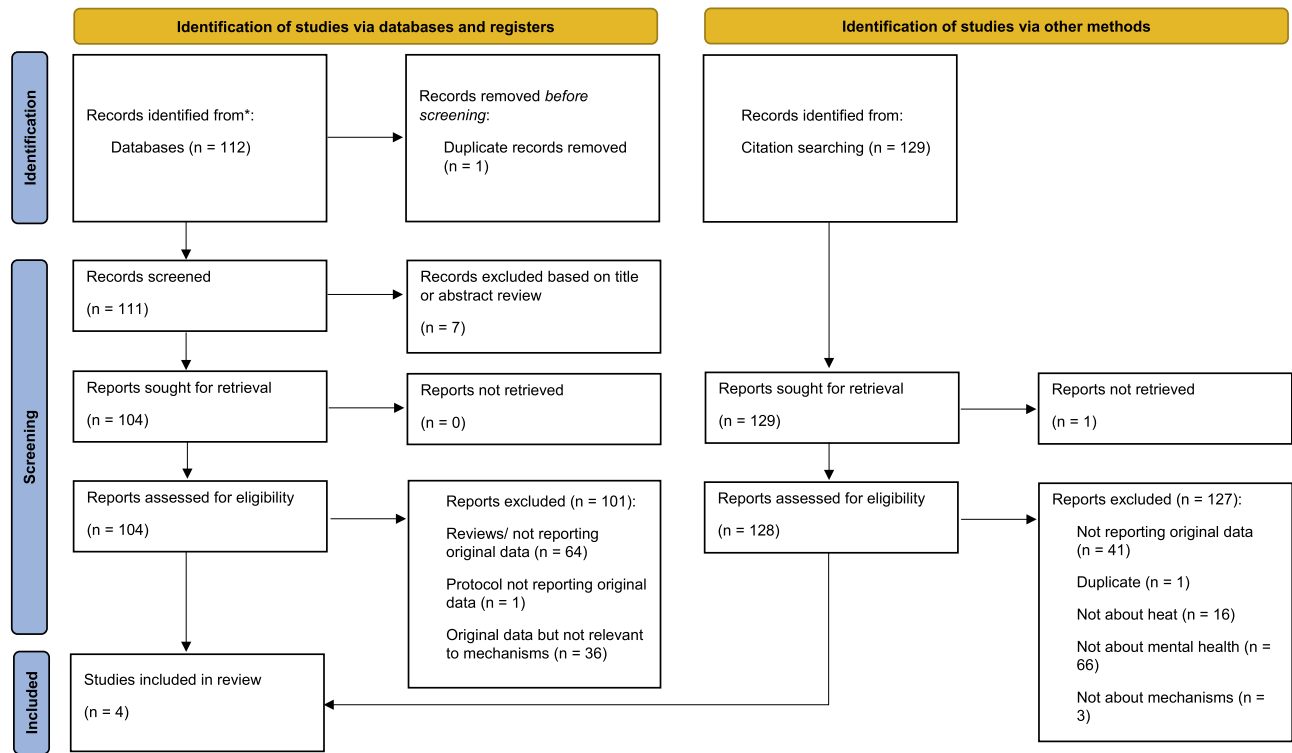 Identification of studies via databases and registers
Identification of studies via other methods
Identification
Records identified from*:
Databases (n = 112)
Records removed before
screening:
Duplicate records removed
(n = 1)
Records identified from:
Citation searching (n = 129)
Screening
Records screened
(n = 111)
Records excluded based on title
or abstract review
(n = 7)
Reports sought for retrieval
(n = 104)
Reports not retrieved
(n = 0)
Reports sought for retrieval
(n = 129)
Reports not retrieved
(n = 1)
Reports assessed for eligibility
(n = 104)
Reports excluded (n = 101):
Reviews/ not reporting
original data (n = 64)
Protocol not reporting original
data (n = 1)
Original data but not relevant
to mechanisms (n = 36)
Reports assessed for eligibility
(n = 128)
Reports excluded (n = 127):
Not reporting original data
(n = 41)
Duplicate (n = 1)
Not about heat (n = 16)
Not about mental health (n =
66)
Not about mechanisms (n =
3)
Included
Studies included in review
(n = 4)